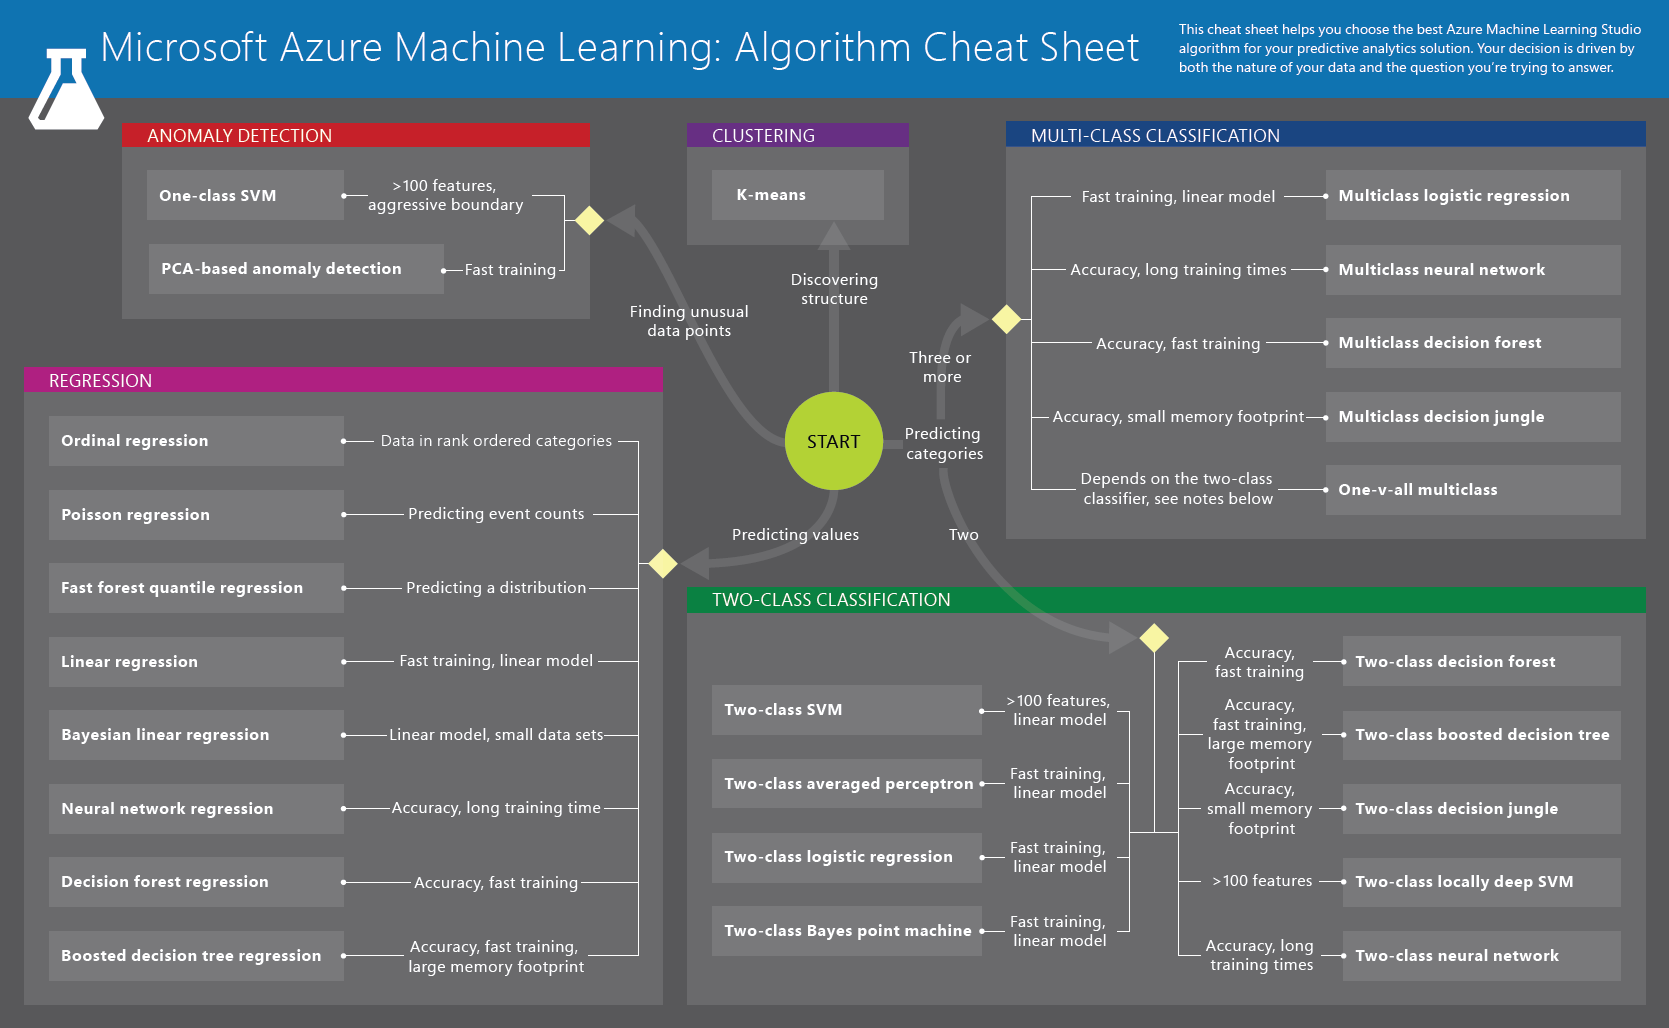 Microsoft Azure Machine Learning: Algorithm Cheat Sheet
This cheat sheet helps you choose the best Azure Machine Learning Studio
algorithm for your predictive analytics solution. Your decision is driven by
both the nature of your data and the question you're trying to answer.
ANOMALY DETECTION
One-class SVM
>100 features,
aggressive boundary
PCA-based anomaly detection
Fast training
CLUSTERING
K-means
MULTI-CLASS CLASSIFICATION
Fast training, linear model
Multiclass logistic regression
Accuracy, long training times
Multiclass neural network
Accuracy, fast training
Multiclass decision forest
Accuracy, small memory footprint
Multiclass decision jungle
Depends on the two-class
classifier, see notes below
One-v-all multiclass
Finding unusual
data points
Discovering
structure
Three or
more
START
Predicting
categories
Predicting values
Two
REGRESSION
Ordinal regression
Data in rank ordered categories
Poisson regression
Predicting event counts
Fast forest quantile regression
Predicting a distribution
Linear regression
Fast training, linear model
Bayesian linear regression
Linear model, small data sets
Neural network regression
Accuracy, long training time
Decision forest regression
Accuracy, fast training
Boosted decision tree regression
Accuracy, fast training,
large memory footprint
TWO-CLASS CLASSIFICATION
Two-class SVM
>100 features,
linear model
Two-class averaged perceptron
Fast training,
linear model
Two-class logistic regression
Fast training,
linear model
Two-class Bayes point machine
Fast training,
linear model
Accuracy,
fast training
Two-class decision forest
Accuracy,
fast training,
large memory
footprint
Two-class boosted decision tree
Accuracy,
small memory
footprint
Two-class decision jungle
>100 features
Two-class locally deep SVM
Accuracy, long
training times
Two-class neural network